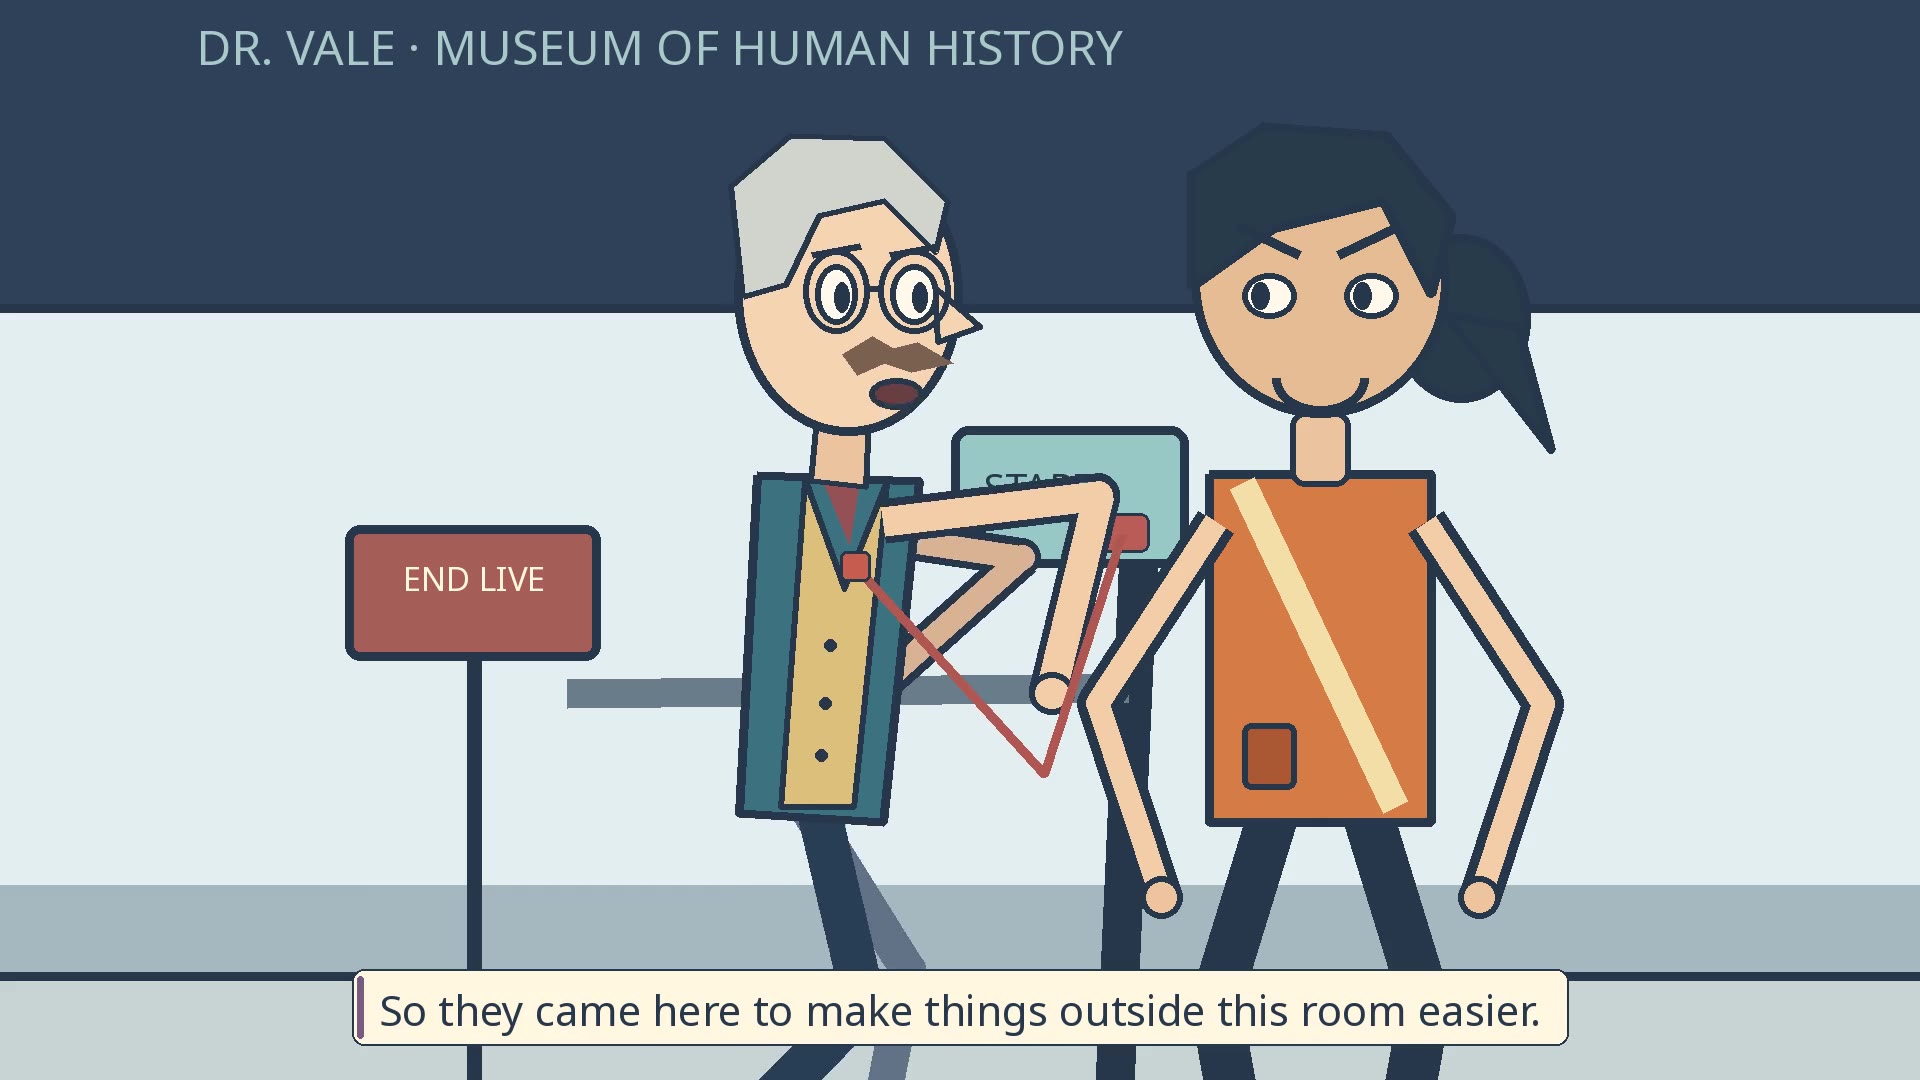 DR. VALE · MUSEUM OF HUMAN HISTORY
END LIVE
So they came here to make things outside this room easier.